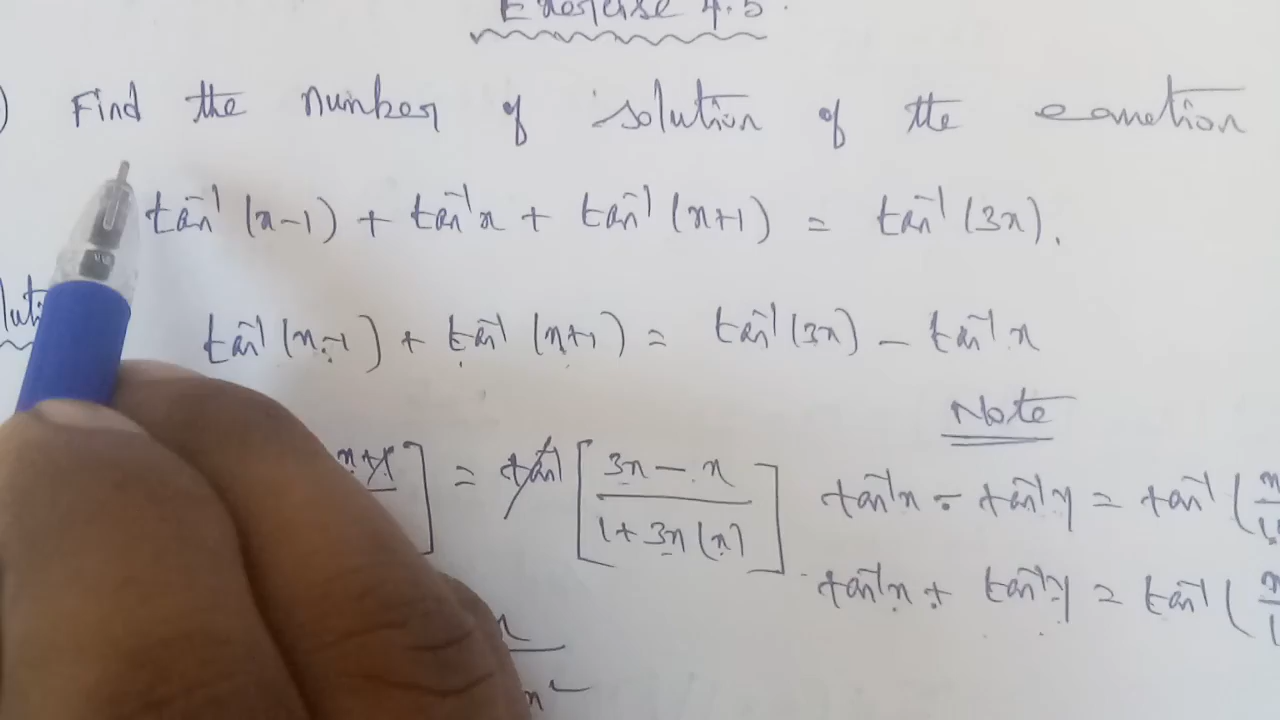 Exercise 4.5.
) Find the number of solution of the equation
tan⁻¹ (x-1) + tan⁻¹x + tan⁻¹ (x+1) = tan⁻¹ (3x).
tan⁻¹ (x-1) + tan⁻¹ (x+1) = tan⁻¹ (3x) - tan⁻¹ x
Note
x+1 ] = tan⁻¹ [ 3x - x / 1+3x(x) ]
tan⁻¹x - tan⁻¹y = tan⁻¹ (
tan⁻¹x + tan⁻¹y = tan⁻¹ (